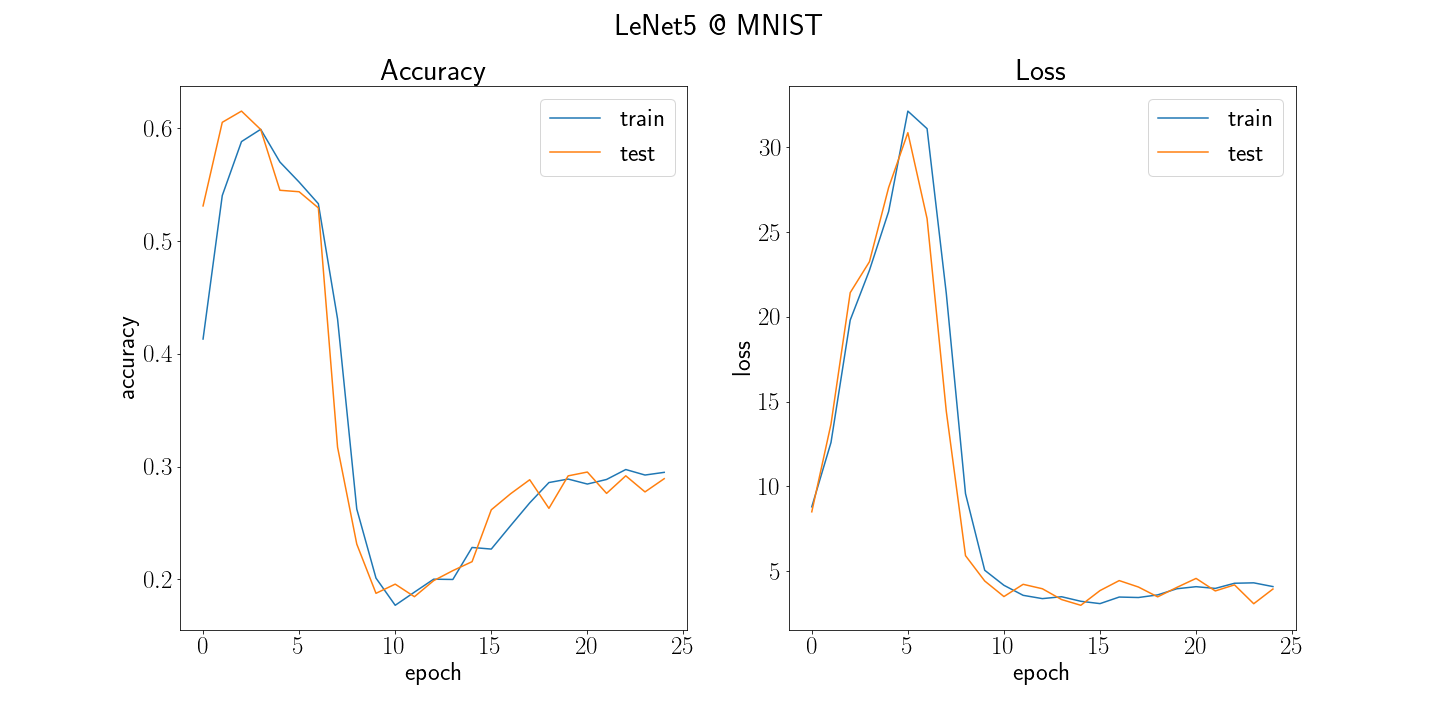 LeNet5 @ MNIST
Accuracy
train
test
0.6
0.5
0.4
0.3
0.2
accuracy
0 5 10 15 20 25
epoch
Loss
train
test
30
25
20
15
10
5
loss
0 5 10 15 20 25
epoch